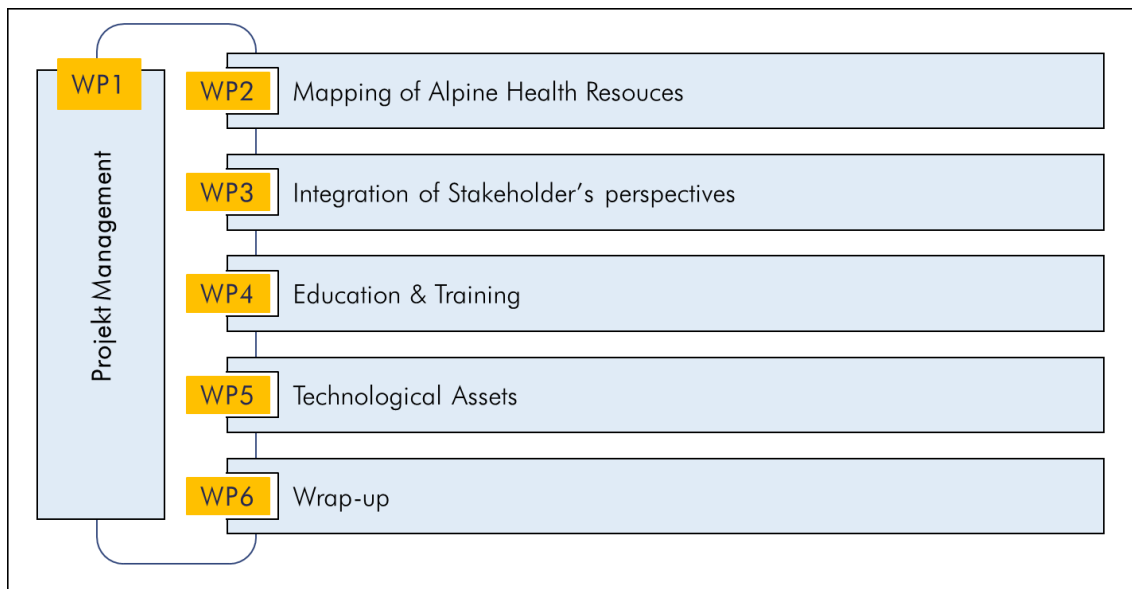 WP1
Projekt Management
WP2
Mapping of Alpine Health Resouces
WP3
Integration of Stakeholder’s perspectives
WP4
Education & Training
WP5
Technological Assets
WP6
Wrap-up